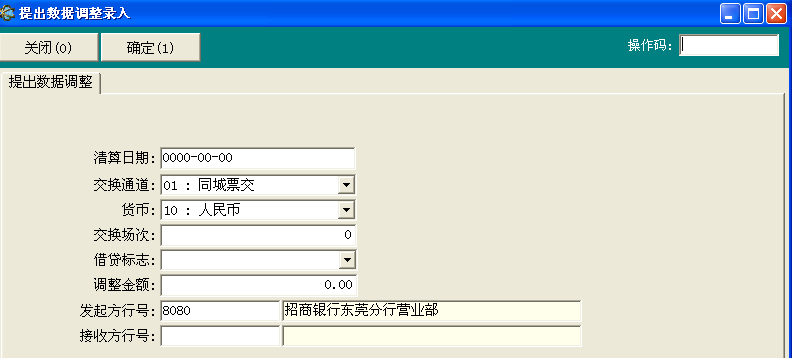 提出数据调整录入
关闭(0) 确定(1) 操作码:
提出数据调整
清算日期: 0000-00-00
交换通道: 01 : 同城票交
货币: 10 : 人民币
交换场次: 0
借贷标志:
调整金额: 0.00
发起方行号: 8080 招商银行东莞分行营业部
接收方行号: